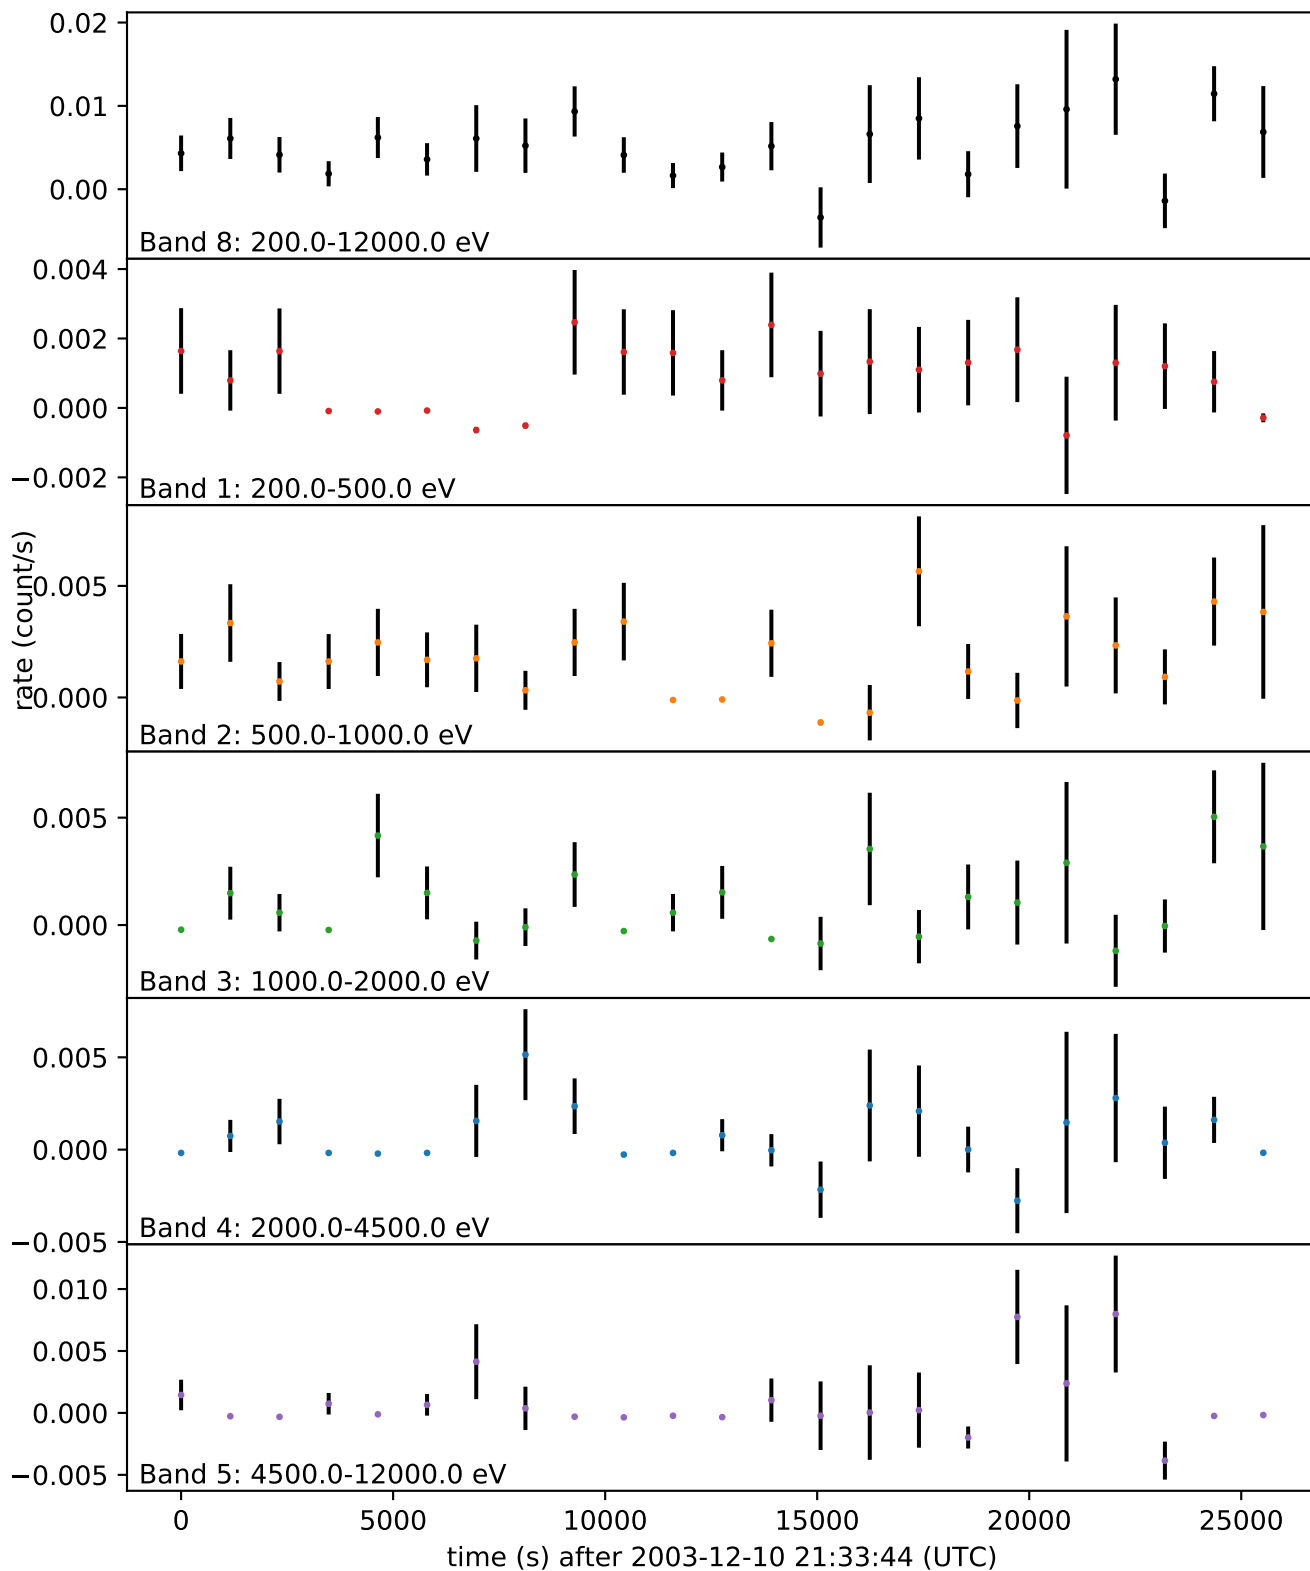 0.02
0.01
0.00
Band 8: 200.0-12000.0 eV
0.004
0.002
0.000
−0.002
Band 1: 200.0-500.0 eV
rate (count/s)
0.005
0.000
Band 2: 500.0-1000.0 eV
0.005
0.000
Band 3: 1000.0-2000.0 eV
0.005
0.000
−0.005
Band 4: 2000.0-4500.0 eV
0.010
0.005
0.000
−0.005
Band 5: 4500.0-12000.0 eV
0 5000 10000 15000 20000 25000
time (s) after 2003-12-10 21:33:44 (UTC)